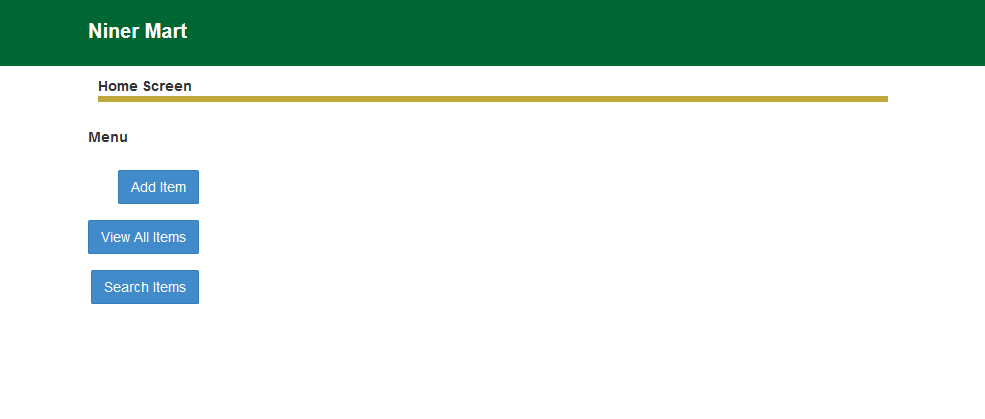 Niner Mart
Home Screen
Menu
Add Item
View All Items
Search Items